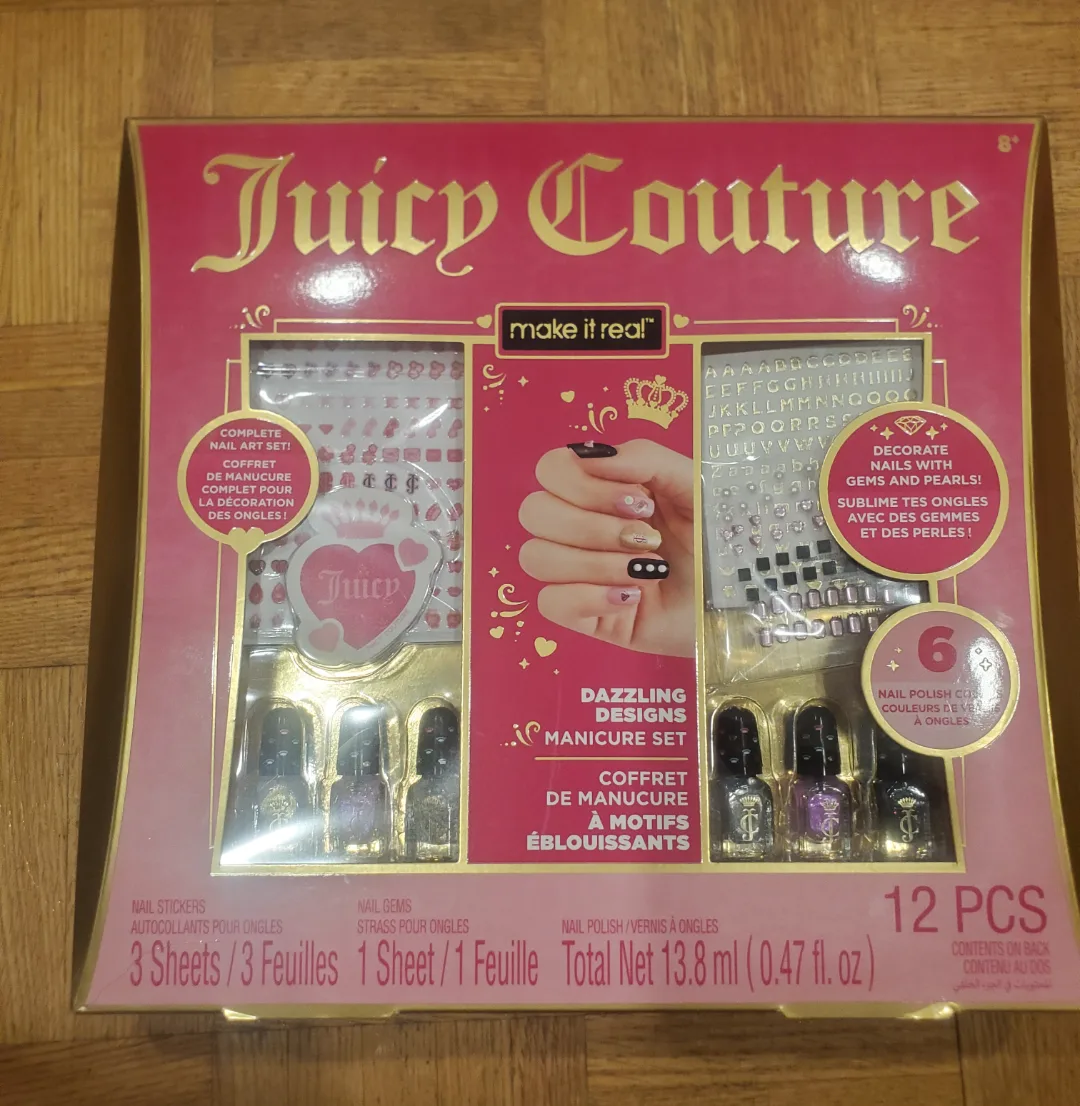 8+
Juicy Couture
make it real™
COMPLETE
NAIL ART SET!
COFFRET
DE MANUCURE
COMPLET POUR
LA DÉCORATION
DES ONGLES !
Juicy
DECORATE
NAILS WITH
GEMS AND PEARLS!
SUBLIME TES ONGLES
AVEC DES GEMMES
ET DES PERLES !
6
NAIL POLISH
COULEURS DE
À ONGLES
DAZZLING
DESIGNS
MANICURE SET
COFFRET
DE MANUCURE
À MOTIFS
ÉBLOUISSANTS
NAIL STICKERS
AUTOCOLLANTS POUR ONGLES
3 Sheets / 3 Feuilles
NAIL GEMS
STRASS POUR ONGLES
1 Sheet / 1 Feuille
NAIL POLISH / VERNIS À ONGLES
Total Net 13.8 ml ( 0.47 fl. oz )
12 PCS
CONTENTS ON BACK
CONTENU AU DOS